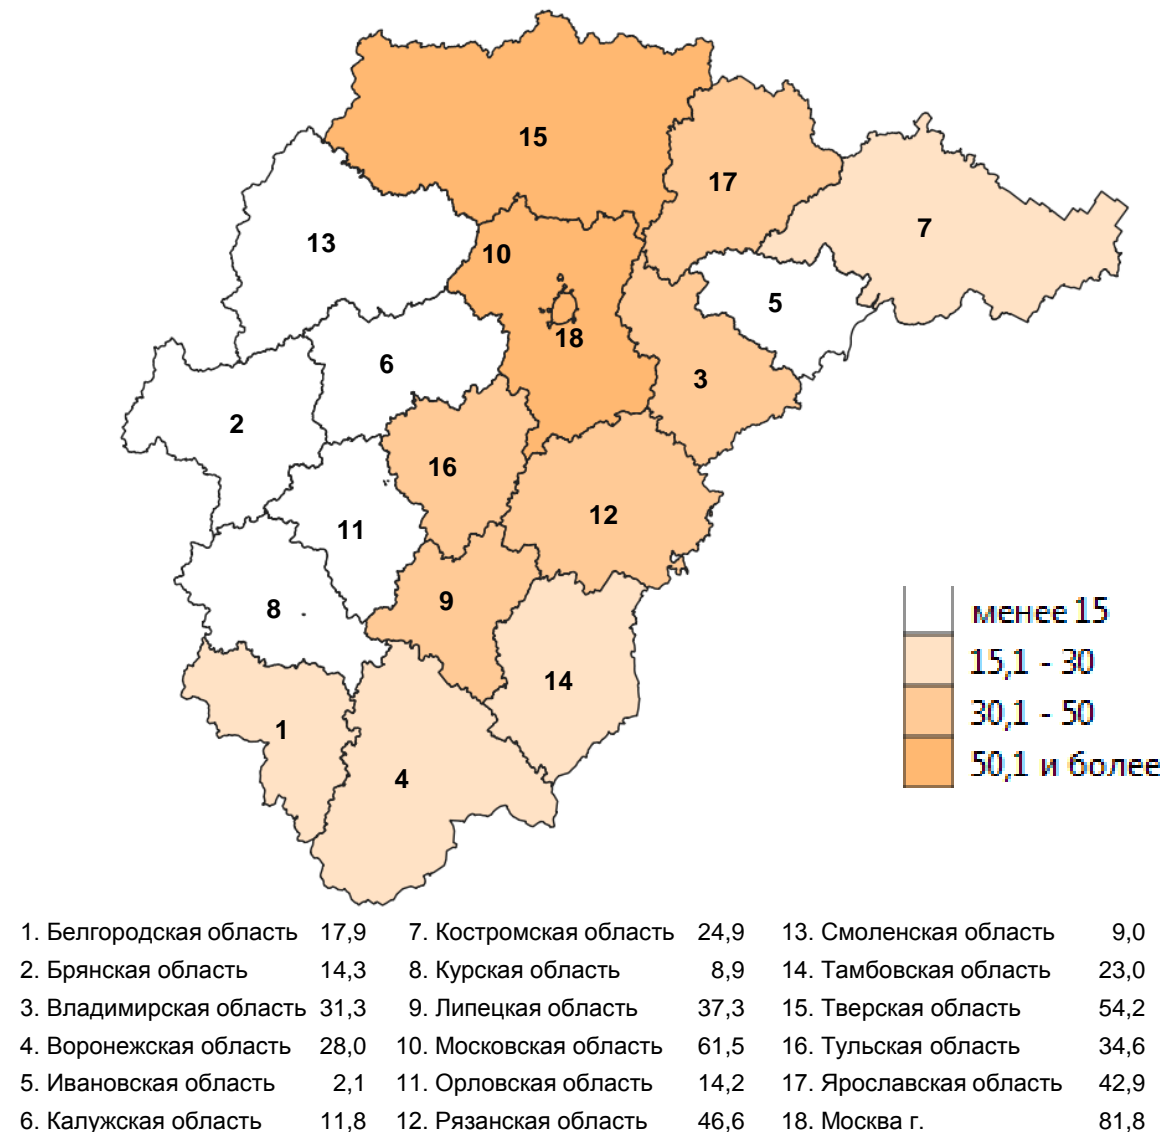 15
17
7
13
10
5
18
6
3
2
16
12
11
9
8
14
1
4
менее 15
15,1 - 30
30,1 - 50
50,1 и более
1. Белгородская область 17,9 7. Костромская область 24,9 13. Смоленская область 9,0
2. Брянская область 14,3 8. Курская область 8,9 14. Тамбовская область 23,0
3. Владимирская область 31,3 9. Липецкая область 37,3 15. Тверская область 54,2
4. Воронежская область 28,0 10. Московская область 61,5 16. Тульская область 34,6
5. Ивановская область 2,1 11. Орловская область 14,2 17. Ярославская область 42,9
6. Калужская область 11,8 12. Рязанская область 46,6 18. Москва г. 81,8